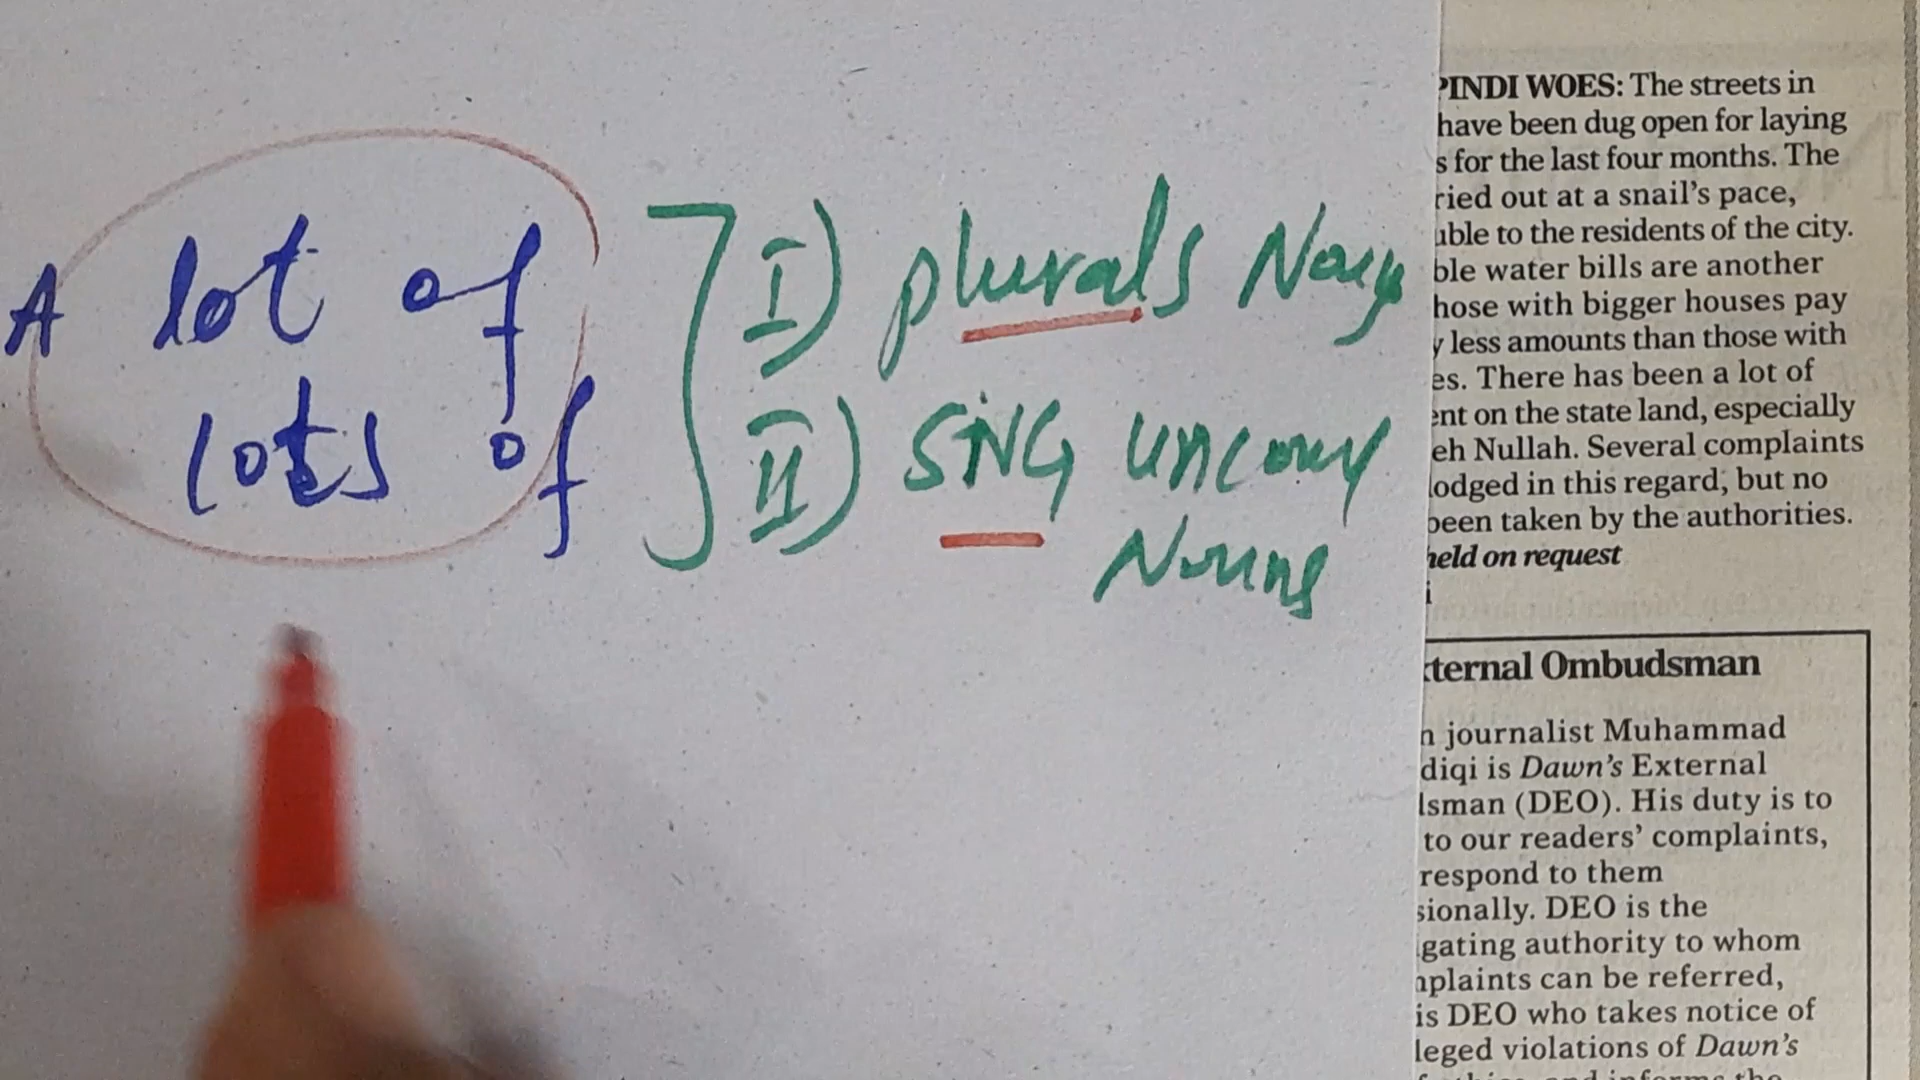 A lot of
lots of
I) plurals
II) SING
Nouns
PINDI WOES: The streets in
have been dug open for laying
s for the last four months. The
ried out at a snail's pace,
uble to the residents of the city.
ble water bills are another
hose with bigger houses pay
y less amounts than those with
es. There has been a lot of
ent on the state land, especially
eh Nullah. Several complaints
lodged in this regard, but no
been taken by the authorities.
held on request
i
ternal Ombudsman
n journalist Muhammad
diqi is Dawn's External
dsman (DEO). His duty is to
to our readers' complaints,
respond to them
sionally. DEO is the
gating authority to whom
mplaints can be referred,
is DEO who takes notice of
leged violations of Dawn's